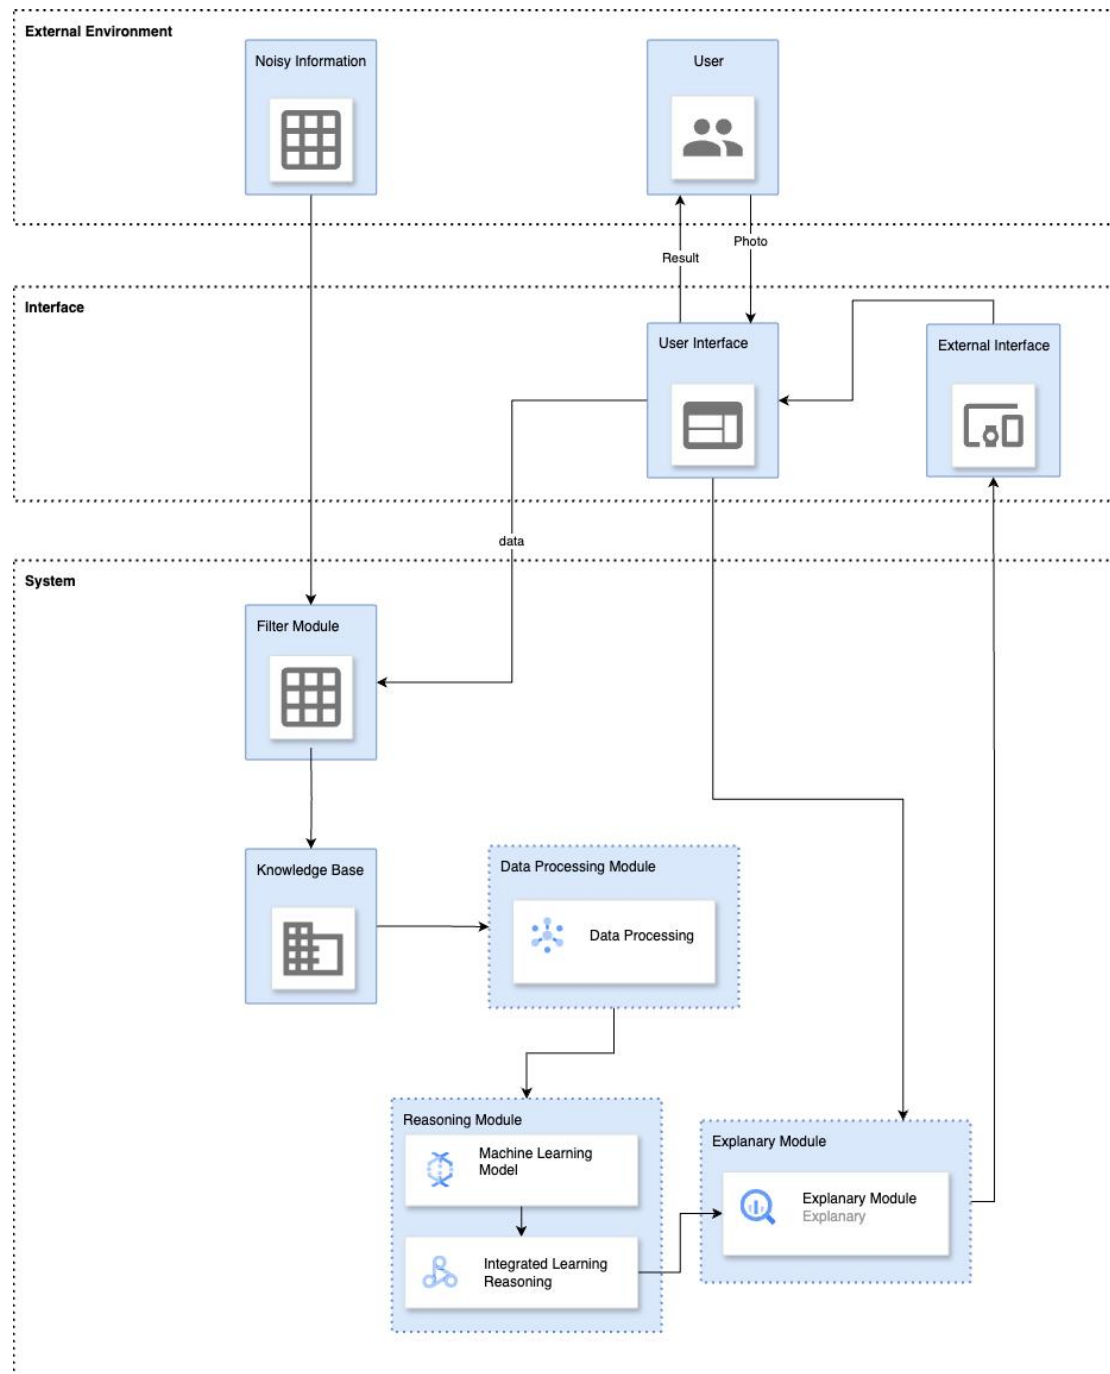 External Environment
Noisy Information
User
Photo
Result
Interface
User Interface
External Interface
data
System
Filter Module
Knowledge Base
Data Processing Module
Data Processing
Reasoning Module
Machine Learning
Model
Integrated Learning
Reasoning
Explanary Module
Explanary Module
Explanary